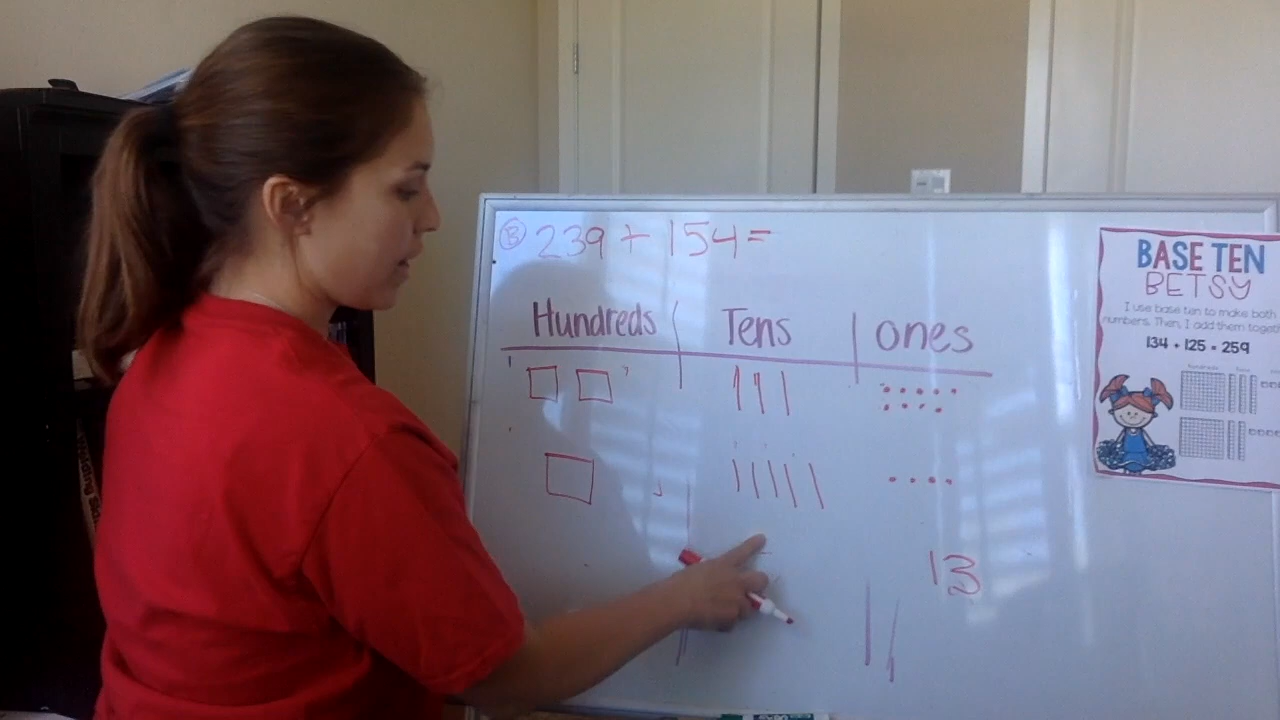 B 239 + 154 =
Hundreds Tens ones
13
BASE TEN
BETSY
I use base ten to make both
numbers. Then, I add them
134 + 125 = 259